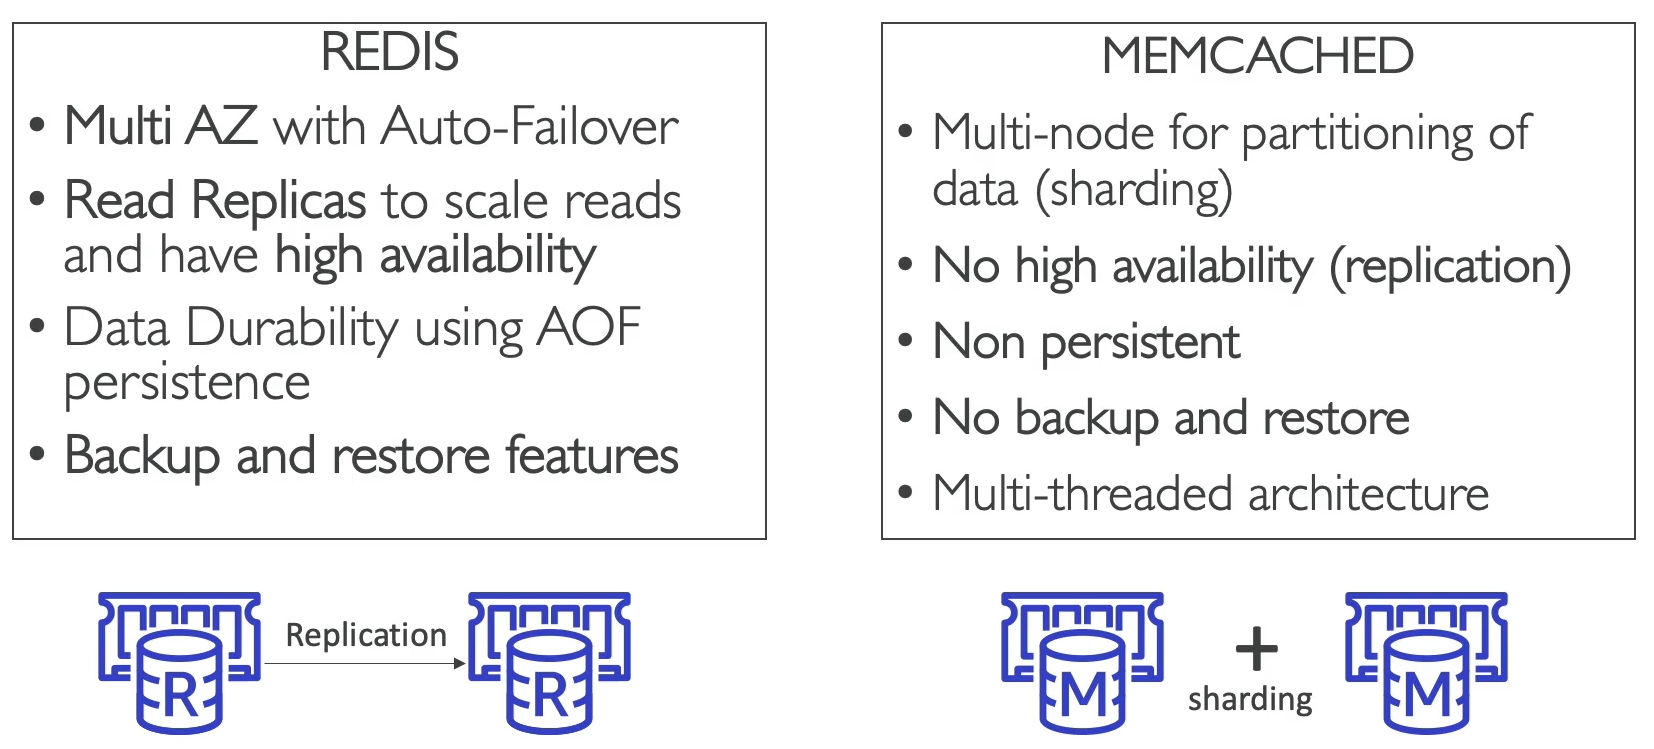 REDIS
• Multi AZ with Auto-Failover
• Read Replicas to scale reads
and have high availability
• Data Durability using AOF
persistence
• Backup and restore features
MEMCACHED
• Multi-node for partitioning of
data (sharding)
• No high availability (replication)
• Non persistent
• No backup and restore
• Multi-threaded architecture
R
Replication
R
M
+
sharding
M